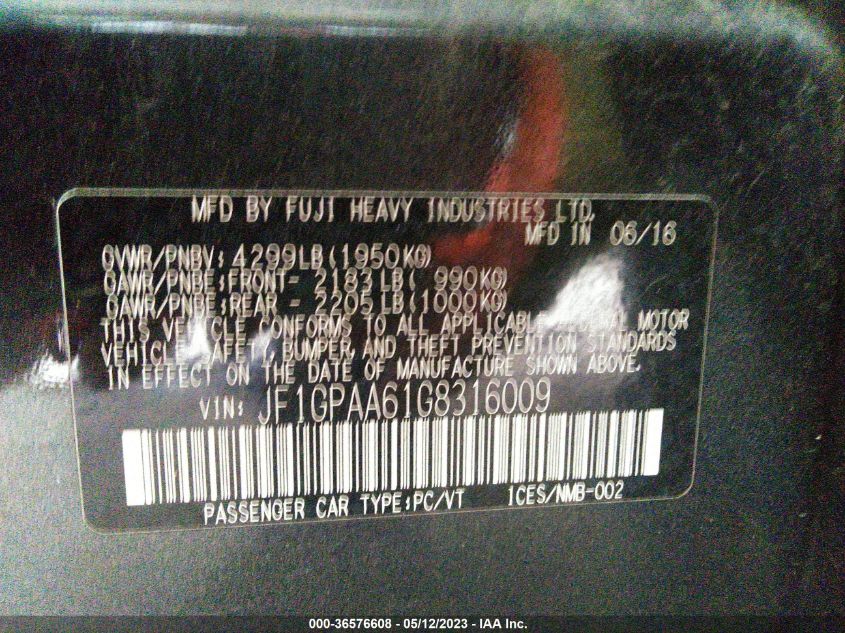 MFD BY FUJI HEAVY INDUSTRIES LTD.
MFD IN 06/16
GVWR/PNBV: 4299LB (1950KG)
GAWR/PNBE:FRONT- 2183LB( 990KG)
GAWR/PNBE:REAR - 2205LB(1000KG)
THIS VEHICLE CONFORMS TO ALL APPLICABLE MOTOR
VEHICLE SAFETY, BUMPER, AND THEFT PREVENTION STANDARDS
IN EFFECT ON THE DATE OF MANUFACTURE SHOWN ABOVE.
VIN: JF1GPAA61G8316009
PASSENGER CAR TYPE:PC/VT 1CES/NMB-002
000-36576608 - 05/12/2023 - IAA Inc.